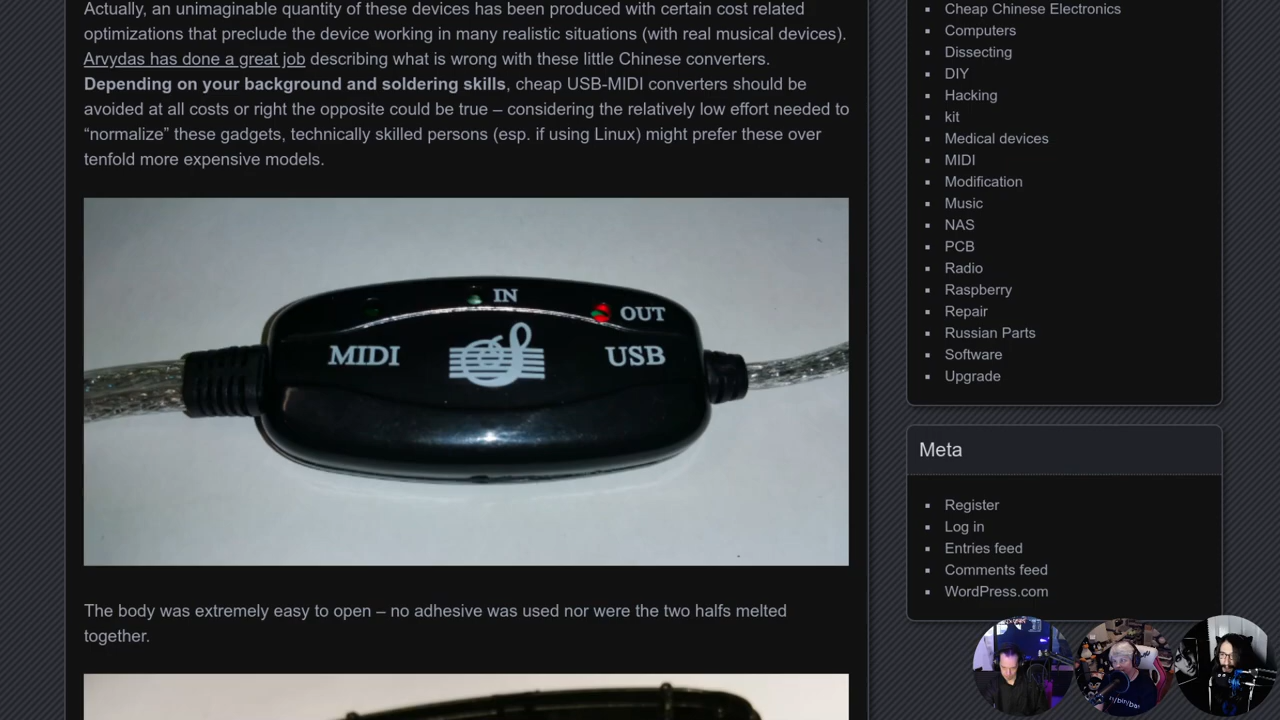 Actually, an unimaginable quantity of these devices has been produced with certain cost related
optimizations that preclude the device working in many realistic situations (with real musical devices).
Arvydas has done a great job describing what is wrong with these little Chinese converters.
Depending on your background and soldering skills, cheap USB-MIDI converters should be
avoided at all costs or right the opposite could be true – considering the relatively low effort needed to
“normalize” these gadgets, technically skilled persons (esp. if using Linux) might prefer these over
tenfold more expensive models.
IN
OUT
MIDI
USB
The body was extremely easy to open – no adhesive was used nor were the two halfs melted
together.
Cheap Chinese Electronics
Computers
Dissecting
DIY
Hacking
kit
Medical devices
MIDI
Modification
Music
NAS
PCB
Radio
Raspberry
Repair
Russian Parts
Software
Upgrade
Meta
Register
Log in
Entries feed
Comments feed
WordPress.com